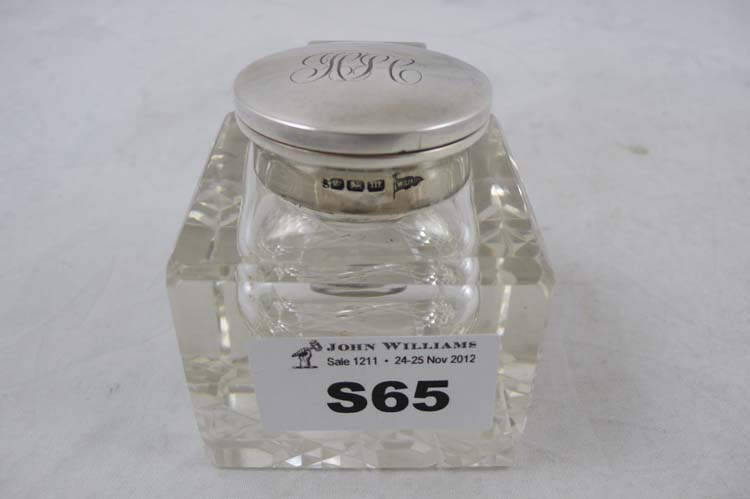 JOHN WILLIAMS
Sale 1211 • 24-25 Nov 2012
S65